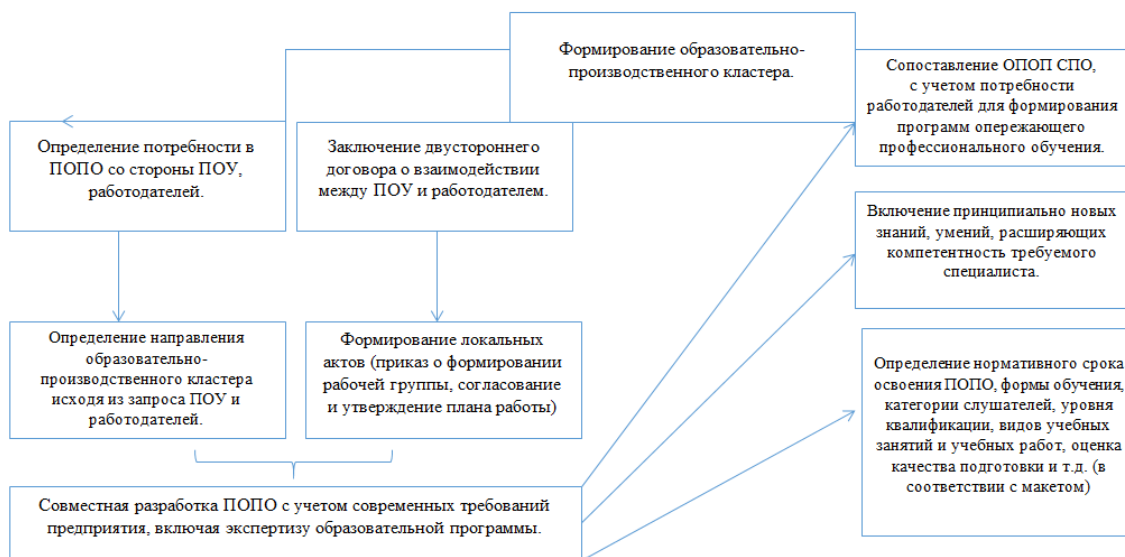 Формирование образовательно-
производственного кластера.
Сопоставление ОПОП СПО,
с учетом потребности
работодателей для формирования
программ опережающего
профессионального обучения.
Определение потребности в
ПОПО со стороны ПОУ,
работодателей.
Заключение двустороннего
договора о взаимодействии
между ПОУ и работодателем.
Включение принципиально новых
знаний, умений, расширяющих
компетентность требуемого
специалиста.
Определение направления
образовательно-
производственного кластера
исходя из запроса ПОУ и
работодателей.
Формирование локальных
актов (приказ о формировании
рабочей группы, согласование
и утверждение плана работы)
Определение нормативного срока
освоения ПОПО, формы обучения,
категории слушателей, уровня
квалификации, видов учебных
занятий и учебных работ, оценка
качества подготовки и т.д. (в
соответствии с макетом)
Совместная разработка ПОПО с учетом современных требований
предприятия, включая экспертизу образовательной программы.